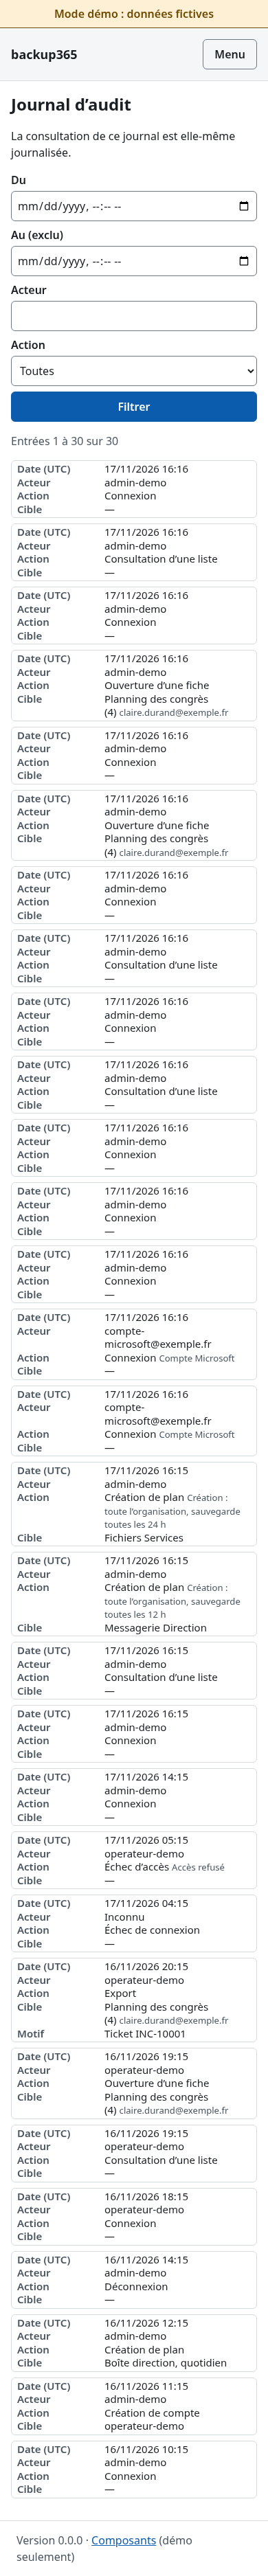 Mode démo : données fictives
backup365
Menu
Journal d’audit
La consultation de ce journal est elle-même
journalisée.
Du
mm/dd/yyyy, --:-- --
Au (exclu)
mm/dd/yyyy, --:-- --
Acteur
Action
Toutes
Filtrer
Entrées 1 à 30 sur 30
Date (UTC) 17/11/2026 16:16
Acteur admin-demo
Action Connexion
Cible —
Date (UTC) 17/11/2026 16:16
Acteur admin-demo
Action Consultation d’une liste
Cible —
Date (UTC) 17/11/2026 16:16
Acteur admin-demo
Action Connexion
Cible —
Date (UTC) 17/11/2026 16:16
Acteur admin-demo
Action Ouverture d’une fiche
Cible Planning des congrès
(4) claire.durand@exemple.fr
Date (UTC) 17/11/2026 16:16
Acteur admin-demo
Action Connexion
Cible —
Date (UTC) 17/11/2026 16:16
Acteur admin-demo
Action Ouverture d’une fiche
Cible Planning des congrès
(4) claire.durand@exemple.fr
Date (UTC) 17/11/2026 16:16
Acteur admin-demo
Action Connexion
Cible —
Date (UTC) 17/11/2026 16:16
Acteur admin-demo
Action Consultation d’une liste
Cible —
Date (UTC) 17/11/2026 16:16
Acteur admin-demo
Action Connexion
Cible —
Date (UTC) 17/11/2026 16:16
Acteur admin-demo
Action Consultation d’une liste
Cible —
Date (UTC) 17/11/2026 16:16
Acteur admin-demo
Action Connexion
Cible —
Date (UTC) 17/11/2026 16:16
Acteur admin-demo
Action Connexion
Cible —
Date (UTC) 17/11/2026 16:16
Acteur admin-demo
Action Connexion
Cible —
Date (UTC) 17/11/2026 16:16
Acteur compte-
microsoft@exemple.fr
Action Connexion Compte Microsoft
Cible —
Date (UTC) 17/11/2026 16:16
Acteur compte-
microsoft@exemple.fr
Action Connexion Compte Microsoft
Cible —
Date (UTC) 17/11/2026 16:15
Acteur admin-demo
Action Création de plan Création :
toute l’organisation, sauvegarde
toutes les 24 h
Cible Fichiers Services
Date (UTC) 17/11/2026 16:15
Acteur admin-demo
Action Création de plan Création :
toute l’organisation, sauvegarde
toutes les 12 h
Cible Messagerie Direction
Date (UTC) 17/11/2026 16:15
Acteur admin-demo
Action Consultation d’une liste
Cible —
Date (UTC) 17/11/2026 16:15
Acteur admin-demo
Action Connexion
Cible —
Date (UTC) 17/11/2026 14:15
Acteur admin-demo
Action Connexion
Cible —
Date (UTC) 17/11/2026 05:15
Acteur operateur-demo
Action Échec d’accès Accès refusé
Cible —
Date (UTC) 17/11/2026 04:15
Acteur Inconnu
Action Échec de connexion
Cible —
Date (UTC) 16/11/2026 20:15
Acteur operateur-demo
Action Export
Cible Planning des congrès
(4) claire.durand@exemple.fr
Motif Ticket INC-10001
Date (UTC) 16/11/2026 19:15
Acteur operateur-demo
Action Ouverture d’une fiche
Cible Planning des congrès
(4) claire.durand@exemple.fr
Date (UTC) 16/11/2026 19:15
Acteur operateur-demo
Action Consultation d’une liste
Cible —
Date (UTC) 16/11/2026 18:15
Acteur operateur-demo
Action Connexion
Cible —
Date (UTC) 16/11/2026 14:15
Acteur admin-demo
Action Déconnexion
Cible —
Date (UTC) 16/11/2026 12:15
Acteur admin-demo
Action Création de plan
Cible Boîte direction, quotidien
Date (UTC) 16/11/2026 11:15
Acteur admin-demo
Action Création de compte
Cible operateur-demo
Date (UTC) 16/11/2026 10:15
Acteur admin-demo
Action Connexion
Cible —
Version 0.0.0 · Composants (démo
seulement)